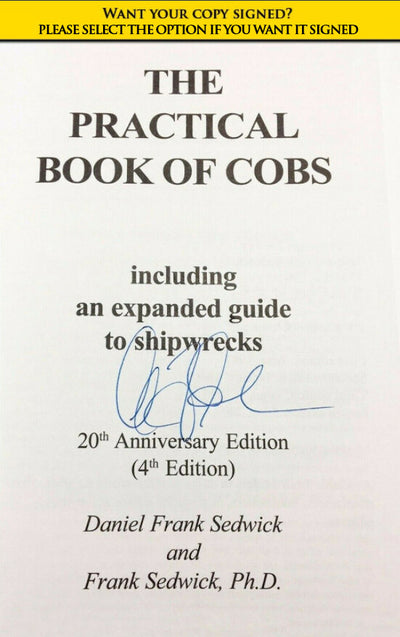 WANT YOUR COPY SIGNED?
PLEASE SELECT THE OPTION IF YOU WANT IT SIGNED
THE
PRACTICAL
BOOK OF COBS
including
an expanded guide
to shipwrecks
20th Anniversary Edition
(4th Edition)
Daniel Frank Sedwick
and
Frank Sedwick, Ph.D.